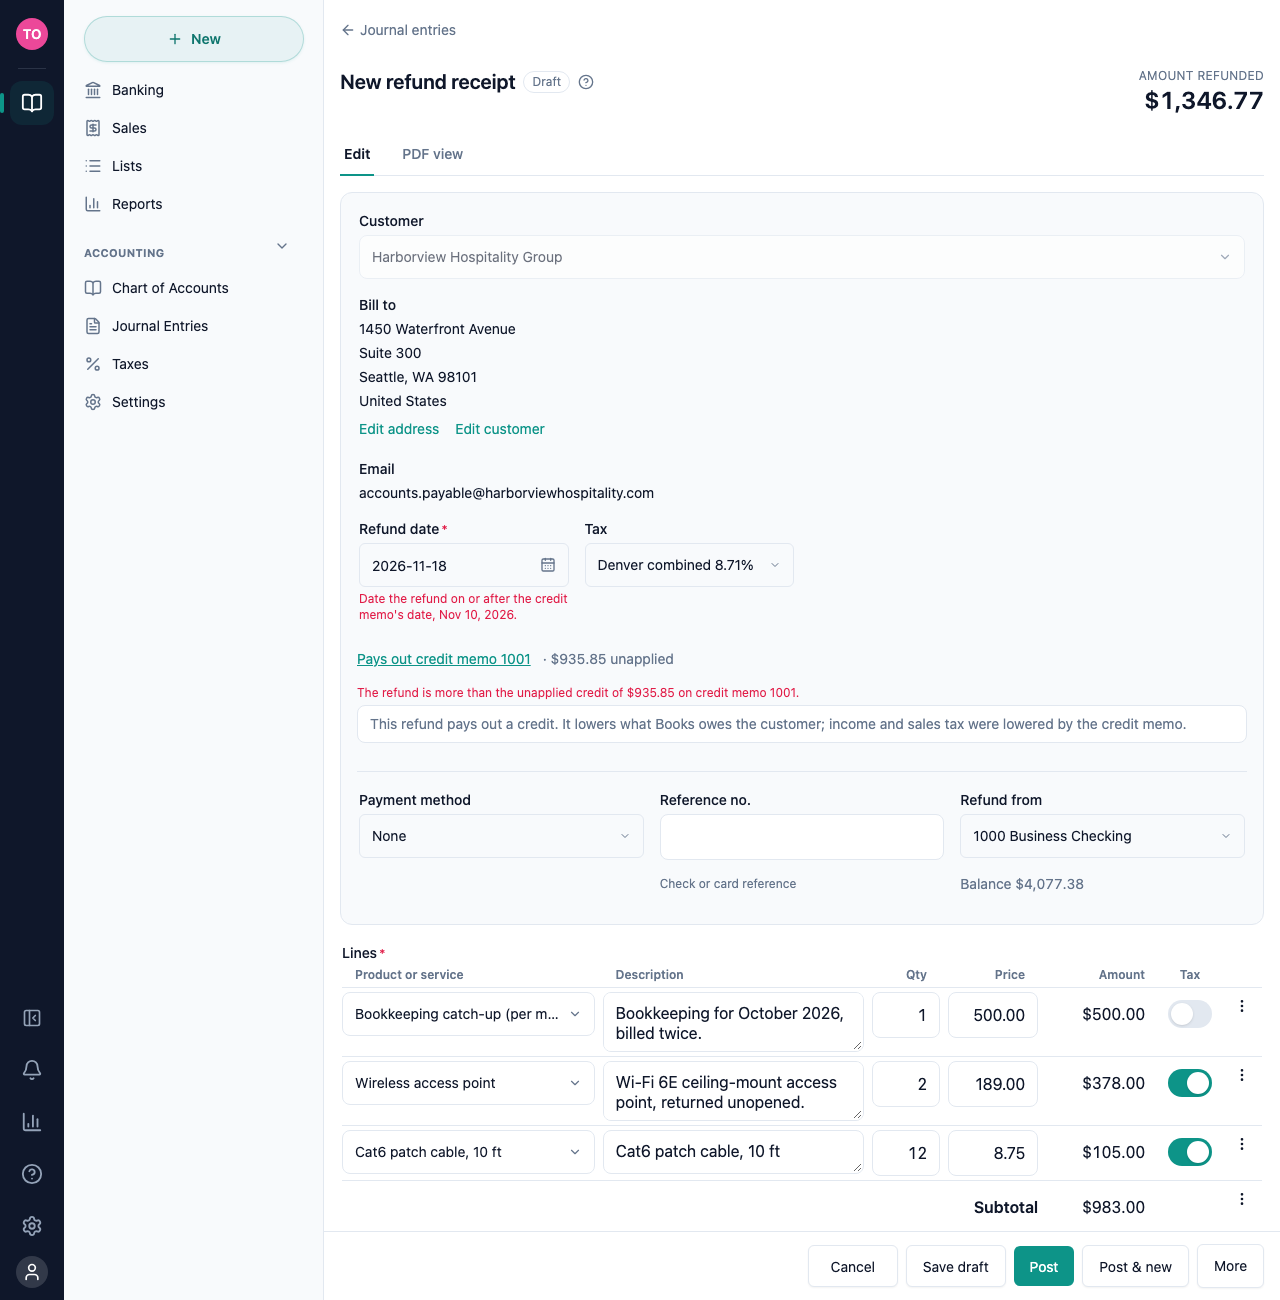 TO
New
Banking
Sales
Lists
Reports
ACCOUNTING
Chart of Accounts
Journal Entries
Taxes
Settings
Journal entries
New refund receipt
Draft
AMOUNT REFUNDED
$1,346.77
Edit
PDF view
Customer
Harborview Hospitality Group
Bill to
1450 Waterfront Avenue
Suite 300
Seattle, WA 98101
United States
Edit address
Edit customer
Email
accounts.payable@harborviewhospitality.com
Refund date*
Tax
2026-11-18
Denver combined 8.71%
Date the refund on or after the credit
memo's date, Nov 10, 2026.
Pays out credit memo 1001 · $935.85 unapplied
The refund is more than the unapplied credit of $935.85 on credit memo 1001.
This refund pays out a credit. It lowers what Books owes the customer; income and sales tax were lowered by the credit memo.
Payment method
Reference no.
Refund from
None
1000 Business Checking
Check or card reference
Balance $4,077.38
Lines*
Product or service
Description
Qty
Price
Amount
Tax
Bookkeeping catch-up (per m...
Bookkeeping for October 2026,
billed twice.
1
500.00
$500.00
Wireless access point
Wi-Fi 6E ceiling-mount access
point, returned unopened.
2
189.00
$378.00
Cat6 patch cable, 10 ft
Cat6 patch cable, 10 ft
12
8.75
$105.00
Subtotal
$983.00
Cancel
Save draft
Post
Post & new
More